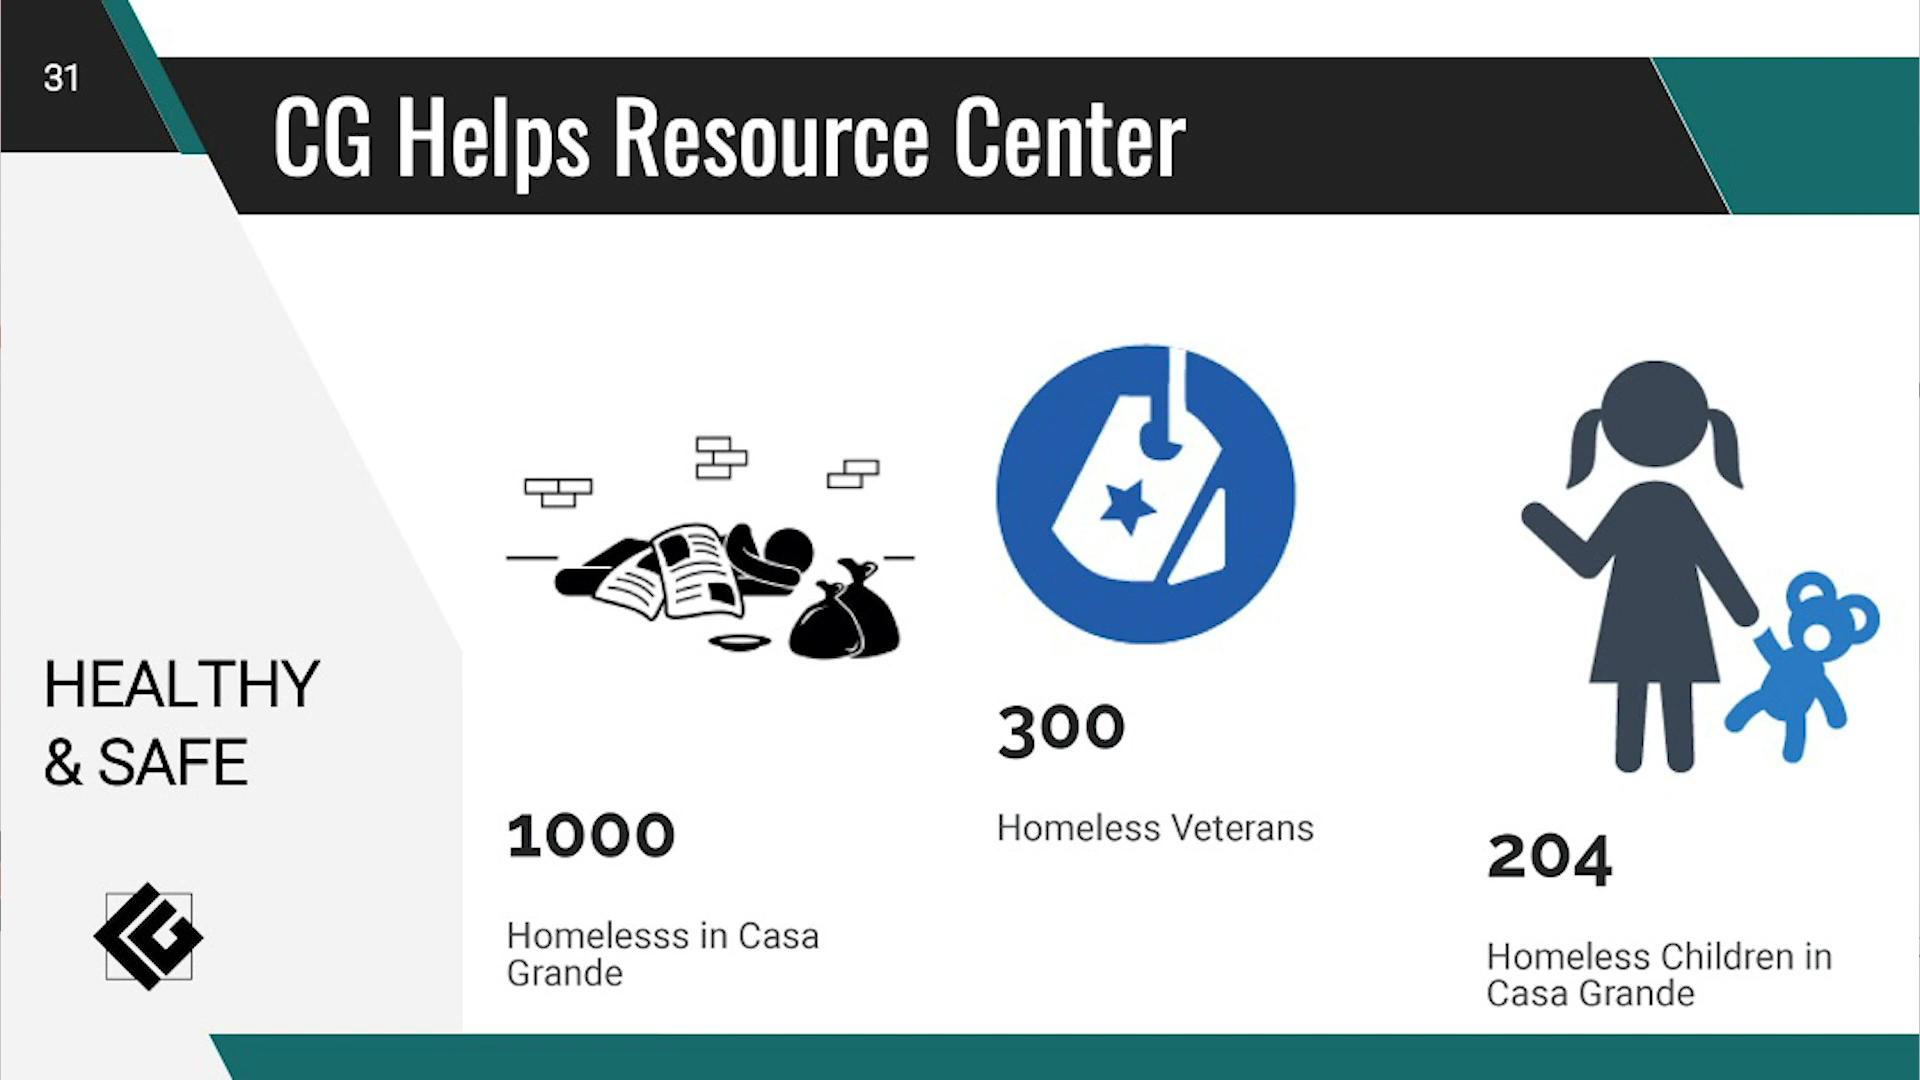 31
CG Helps Resource Center
HEALTHY
& SAFE
1000
Homelesss in Casa
Grande
300
Homeless Veterans
204
Homeless Children in
Casa Grande